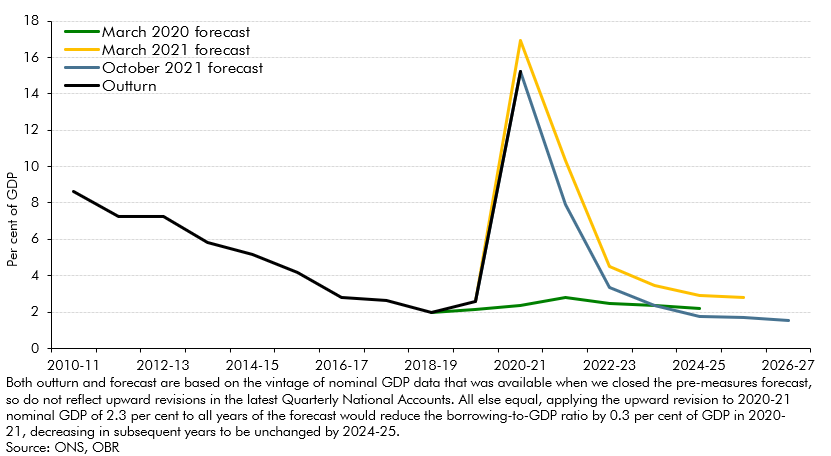 18
16
14
12
10
8
6
4
2
0
Per cent of GDP
March 2020 forecast
March 2021 forecast
October 2021 forecast
Outturn
2010-11 2012-13 2014-15 2016-17 2018-19 2020-21 2022-23 2024-25 2026-27
Both outturn and forecast are based on the vintage of nominal GDP data that was available when we closed the pre-measures forecast,
so do not reflect upward revisions in the latest Quarterly National Accounts. All else equal, applying the upward revision to 2020-21
nominal GDP of 2.3 per cent to all years of the forecast would reduce the borrowing-to-GDP ratio by 0.3 per cent of GDP in 2020-
21, decreasing in subsequent years to be unchanged by 2024-25.
Source: ONS, OBR